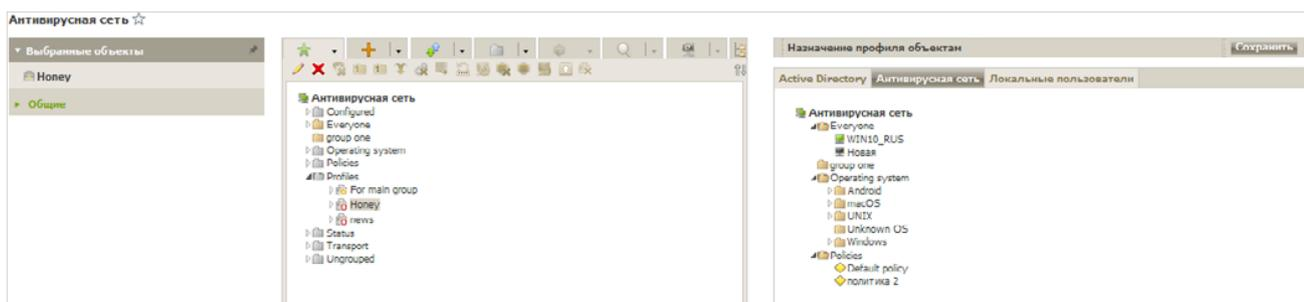 Антивирусная сеть
Выбранные объекты
Honey
Общие
Антивирусная сеть
Configured
Everyone
group one
Operating system
Policies
Profiles
For main group
Honey
news
Status
Transport
Ungrouped
Назначение профиля объектам
Сохранить
Active Directory Антивирусная сеть Локальные пользователи
Антивирусная сеть
Everyone
WIN10_RUS
Новая
group one
Operating system
Android
macOS
UNIX
Unknown OS
Windows
Policies
Default policy
политика 2